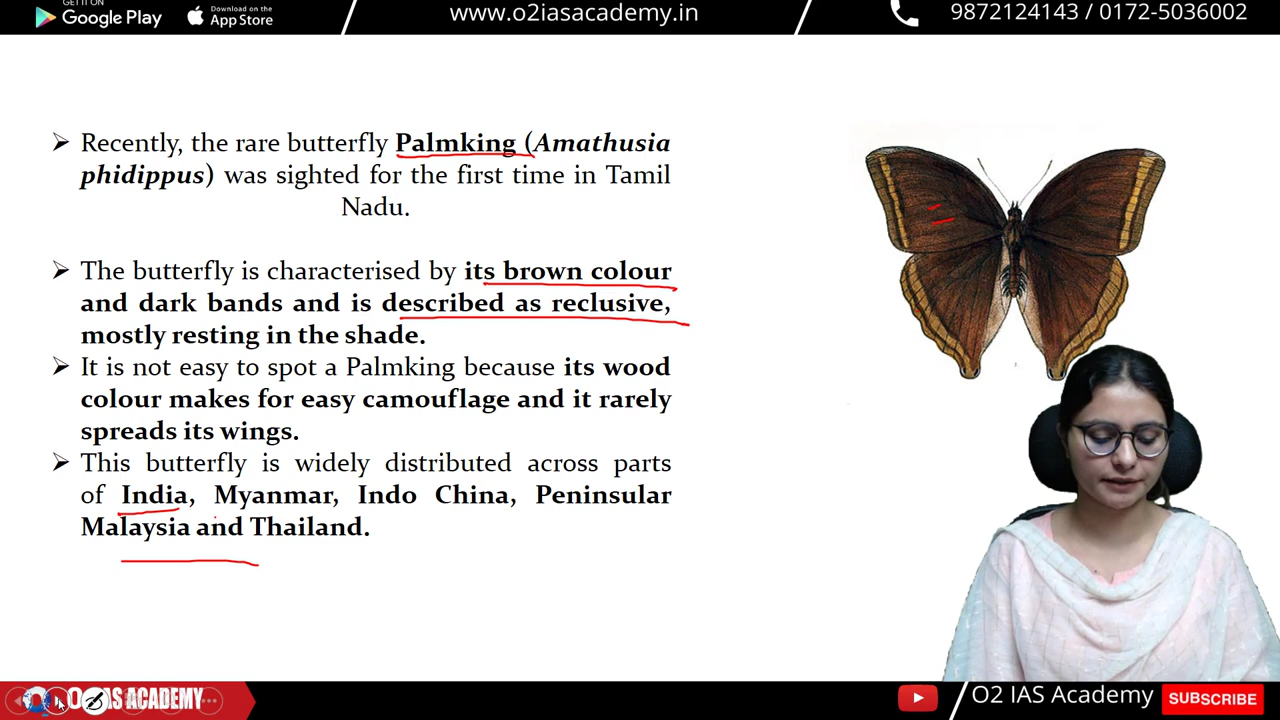 GET IT ON
Google Play
Download on the
App Store
www.o2iasacademy.in
9872124143 / 0172-5036002
➢ Recently, the rare butterfly Palmking (Amathusia
phidippus) was sighted for the first time in Tamil
Nadu.
➢ The butterfly is characterised by its brown colour
and dark bands and is described as reclusive,
mostly resting in the shade.
➢ It is not easy to spot a Palmking because its wood
colour makes for easy camouflage and it rarely
spreads its wings.
➢ This butterfly is widely distributed across parts
of India, Myanmar, Indo China, Peninsular
Malaysia and Thailand.
IAS ACADEMY
O2 IAS Academy
SUBSCRIBE